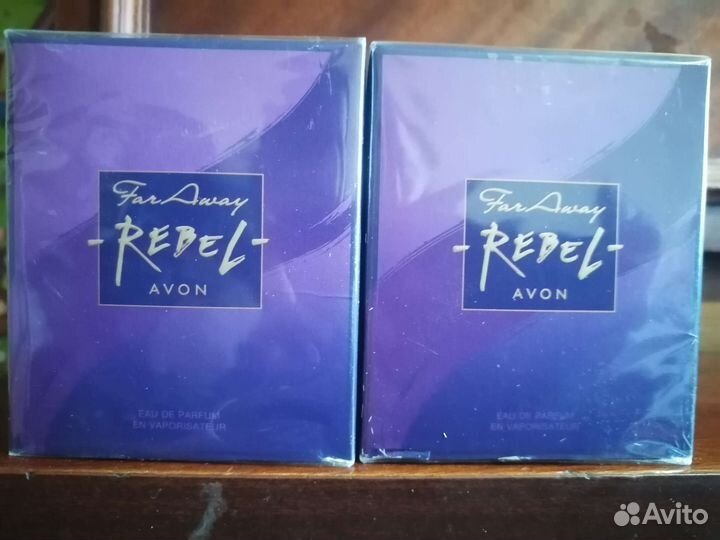 Far Away
-REBEL-
AVON
EAU DE PARFUM
EN VAPORISATEUR
Far Away
-REBEL-
AVON
EAU DE PARFUM
EN VAPORISATEUR
Avito